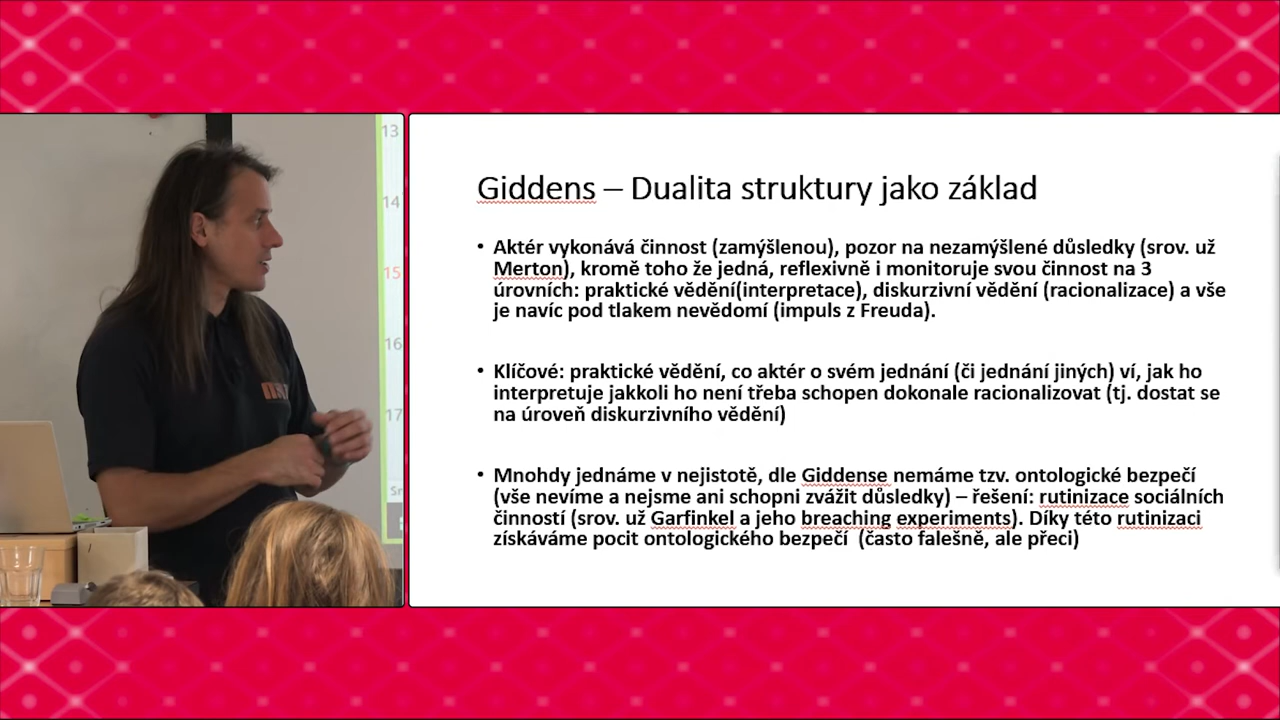 13
14
15
16
17
Giddens – Dualita struktury jako základ
• Aktér vykonává činnost (zamýšlenou), pozor na nezamýšlené důsledky (srov. už
Merton), kromě toho že jedná, reflexivně i monitoruje svou činnost na 3
úrovních: praktické vědění(interpretace), diskurzivní vědění (racionalizace) a vše
je navíc pod tlakem nevědomí (impuls z Freuda).
• Klíčové: praktické vědění, co aktér o svém jednání (či jednání jiných) ví, jak ho
interpretuje jakkoli ho není třeba schopen dokonale racionalizovat (tj. dostat se
na úroveň diskurzivního vědění)
• Mnohdy jednáme v nejistotě, dle Giddense nemáme tzv. ontologické bezpečí
(vše nevíme a nejsme ani schopni zvážit důsledky) – řešení: rutinizace sociálních
činností (srov. už Garfinkel a jeho breaching experiments). Díky této rutinizaci
získáváme pocit ontologického bezpečí  (často falešně, ale přeci)